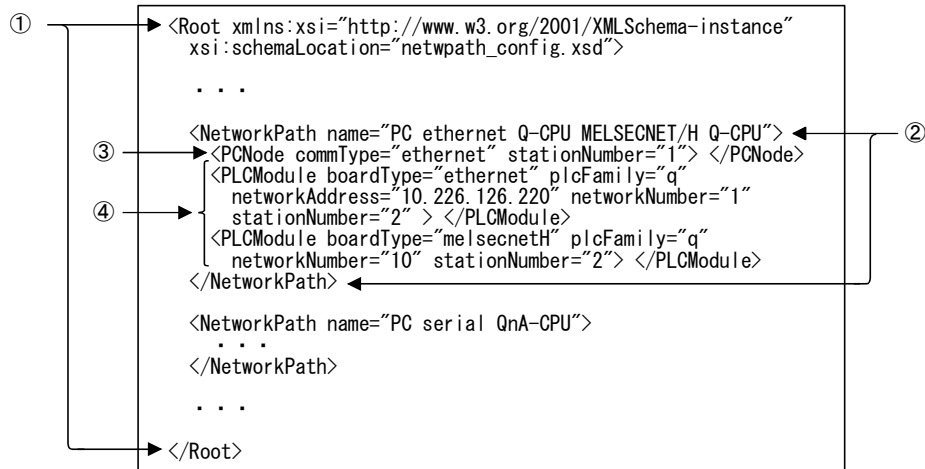 ① <Root xmlns:xsi="http://www.w3.org/2001/XMLSchema-instance"
xsi:schemaLocation="netwpath_config.xsd">
...
<NetworkPath name="PC ethernet Q-CPU MELSECNET/H Q-CPU"> ②
③ <PCNode commType="ethernet" stationNumber="1"> </PCNode>
<PLCModule boardType="ethernet" plcFamily="q"
networkAddress="10.226.126.220" networkNumber="1"
④ stationNumber="2" > </PLCModule>
<PLCModule boardType="melsecnetH" plcFamily="q"
networkNumber="10" stationNumber="2"> </PLCModule>
</NetworkPath>
<NetworkPath name="PC serial QnA-CPU">
...
</NetworkPath>
...
</Root>